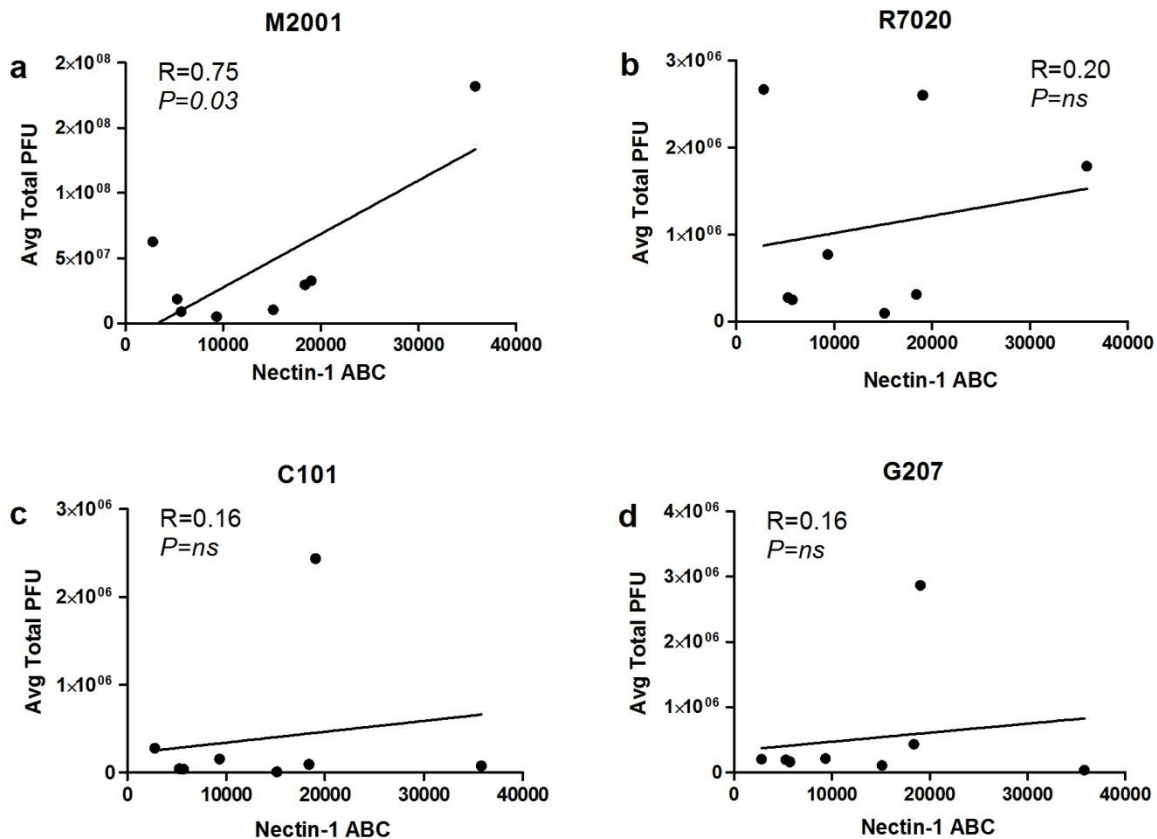 M2001
a
R=0.75
P=0.03
Avg Total PFU
2×10⁰⁸
2×10⁰⁸
1×10⁰⁸
5×10⁰⁷
0
0 10000 20000 30000 40000
Nectin-1 ABC
R7020
b
R=0.20
P=ns
Avg Total PFU
3×10⁰⁶
2×10⁰⁶
1×10⁰⁶
0
0 10000 20000 30000 40000
Nectin-1 ABC
C101
c
R=0.16
P=ns
Avg Total PFU
3×10⁰⁶
2×10⁰⁶
1×10⁰⁶
0
0 10000 20000 30000 40000
Nectin-1 ABC
G207
d
R=0.16
P=ns
Avg Total PFU
4×10⁰⁶
3×10⁰⁶
2×10⁰⁶
1×10⁰⁶
0
0 10000 20000 30000 40000
Nectin-1 ABC